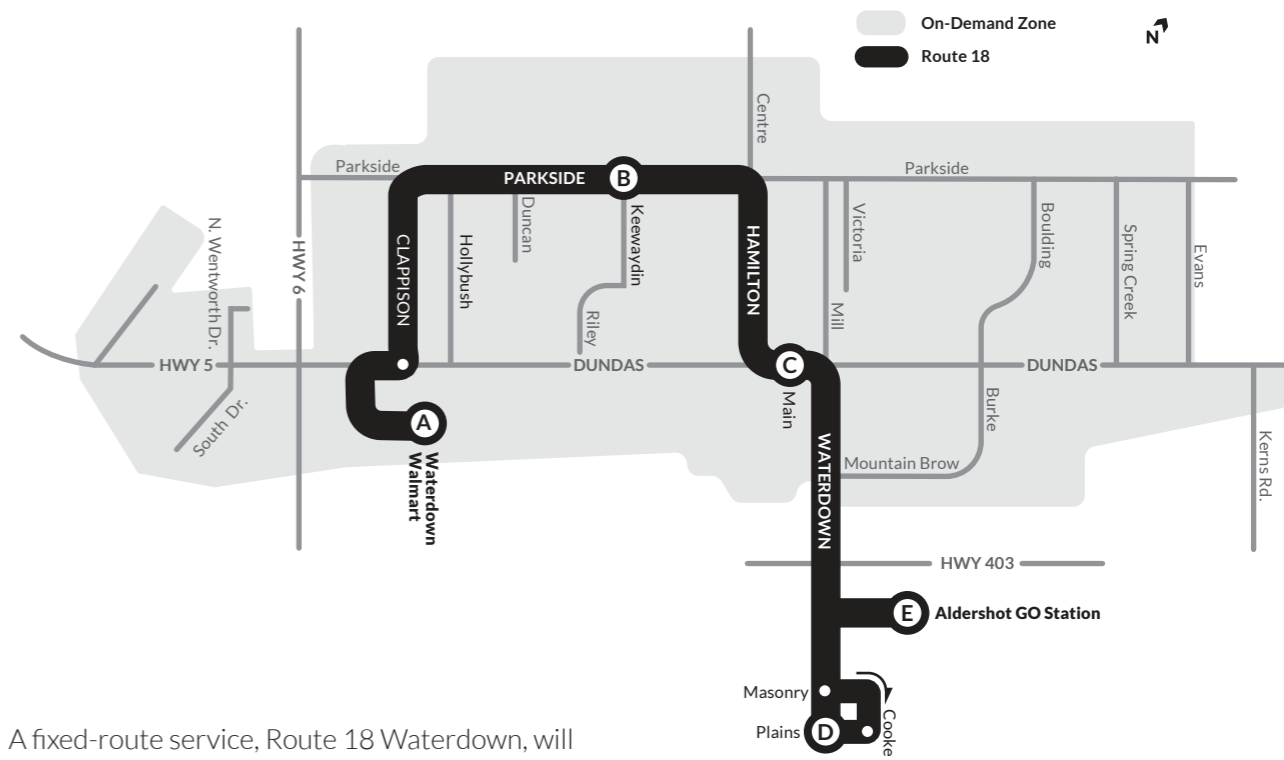 On-Demand Zone
Route 18
N
Centre
Parkside
PARKSIDE
B
Parkside
Duncan
Keewaydin
Victoria
Boulding
N. Wentworth Dr.
HWY 6
CLAPPISON
Hollybush
HAMILTON
Spring Creek
Evans
Riley
Mill
HWY 5
DUNDAS
C
DUNDAS
Main
Burke
South Dr.
A
Waterdown
Walmart
WATERDOWN
Mountain Brow
Kerns Rd.
HWY 403
E
Aldershot GO Station
Masonry
Plains
D
Cooke
A fixed-route service, Route 18 Waterdown, will